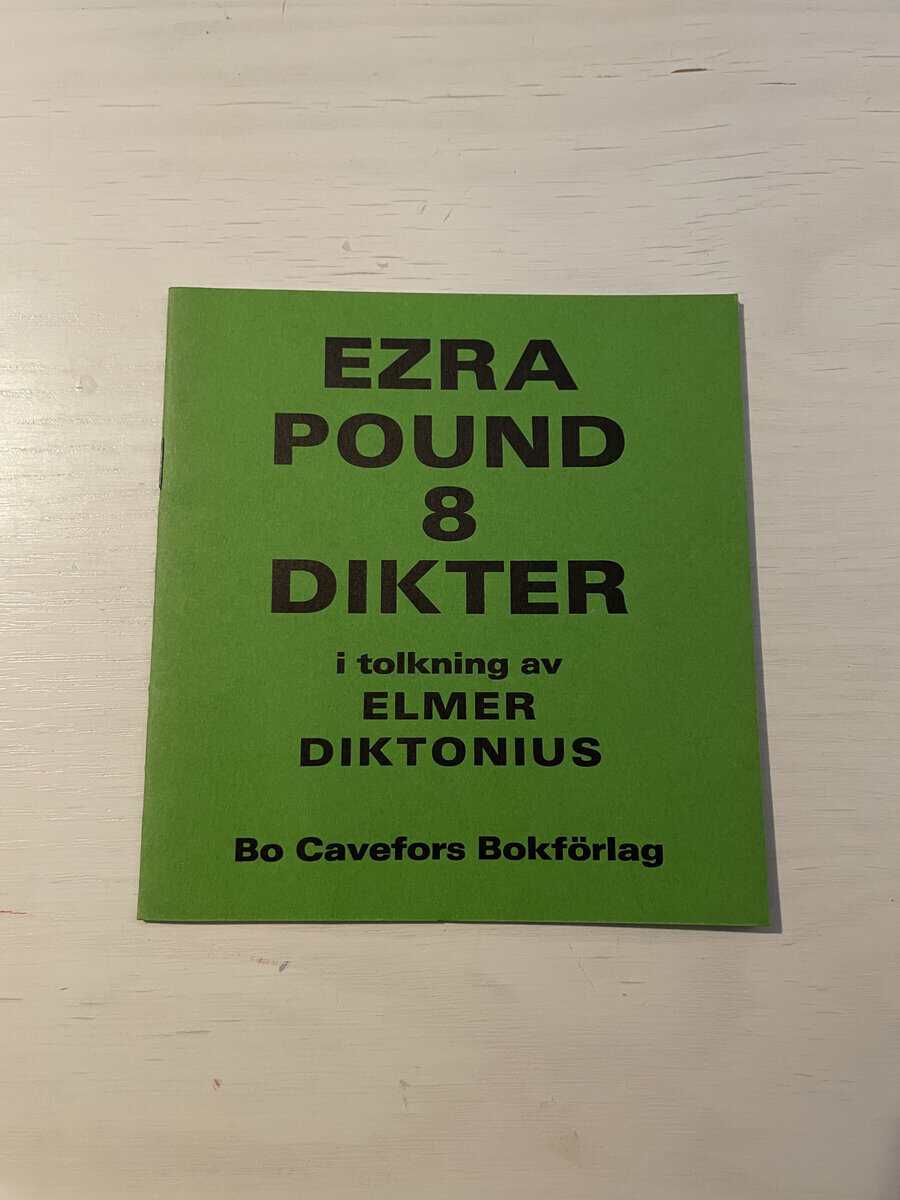 EZRA
POUND
8
DIKTER
i tolkning av
ELMER
DIKTONIUS
Bo Cavefors Bokförlag